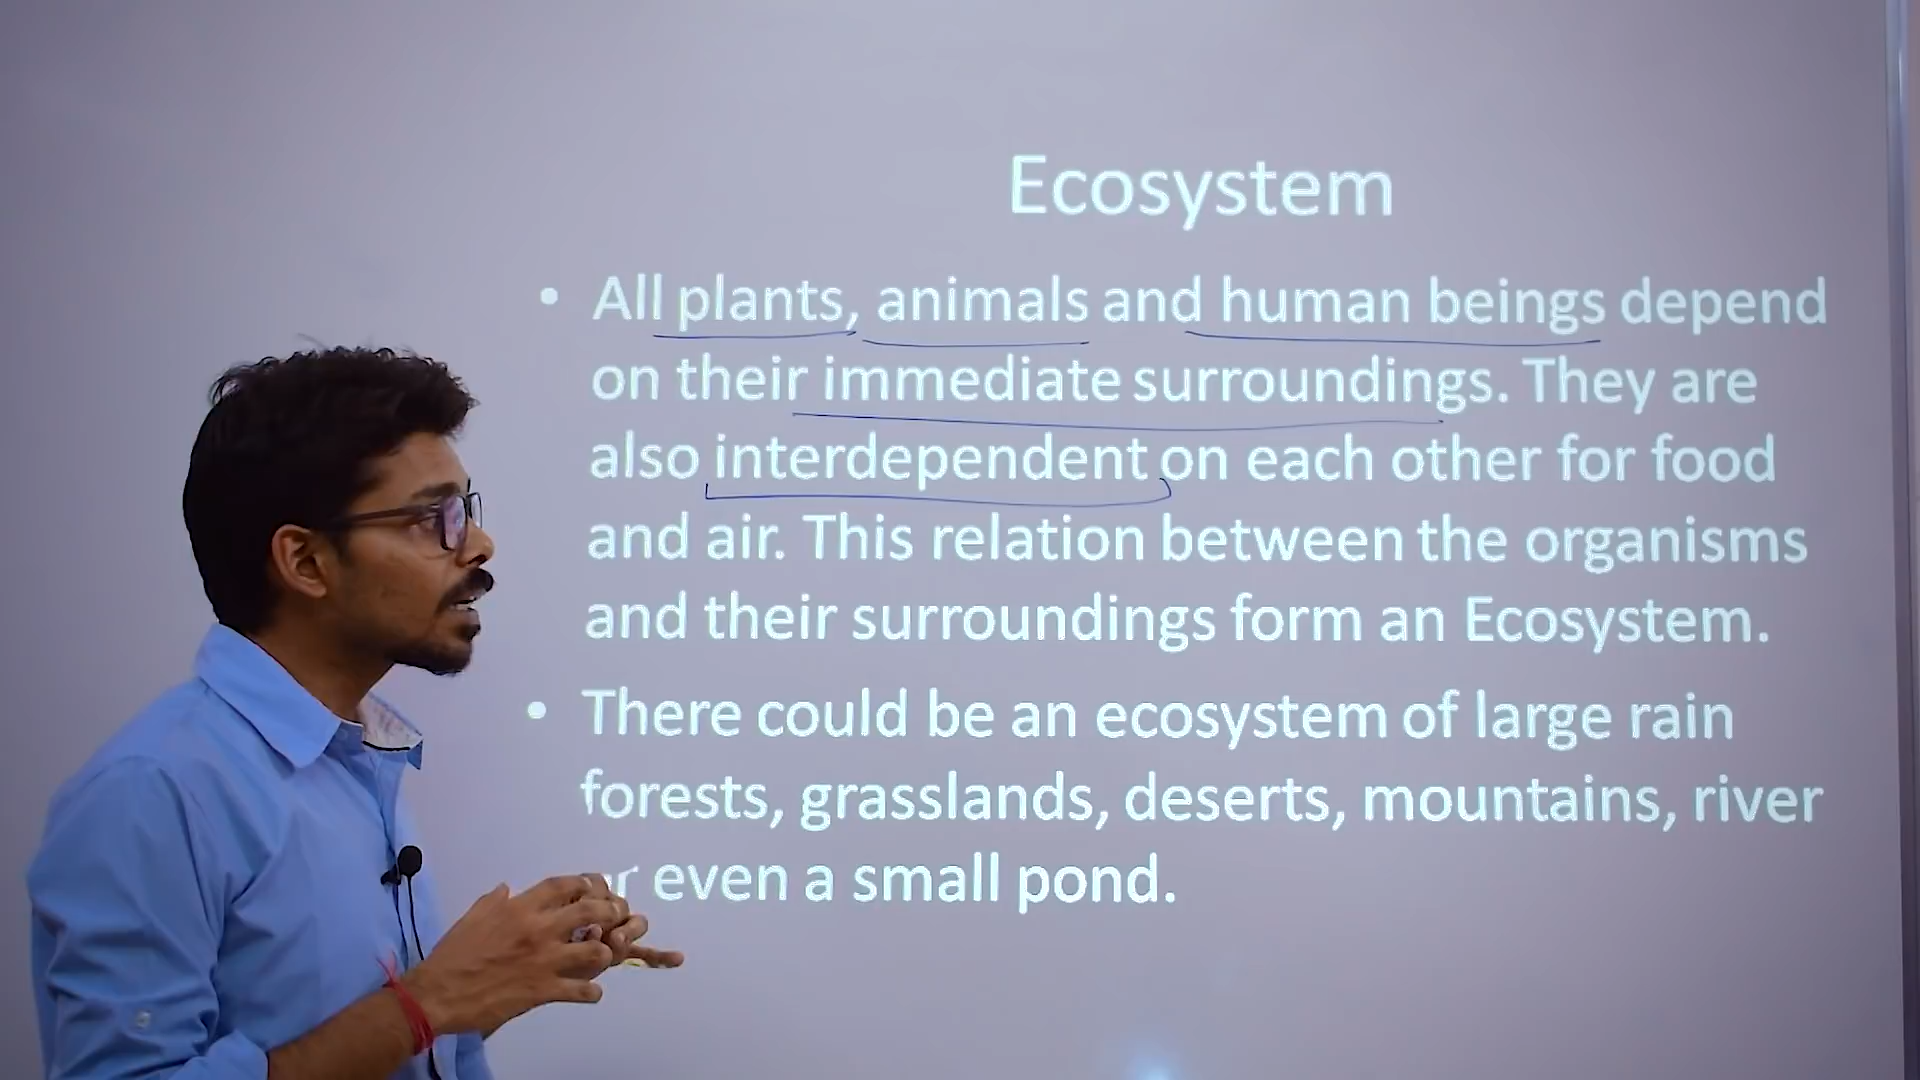 Ecosystem
• All plants, animals and human beings depend
on their immediate surroundings. They are
also interdependent on each other for food
and air. This relation between the organisms
and their surroundings form an Ecosystem.
• There could be an ecosystem of large rain
forests, grasslands, deserts, mountains, river
or even a small pond.